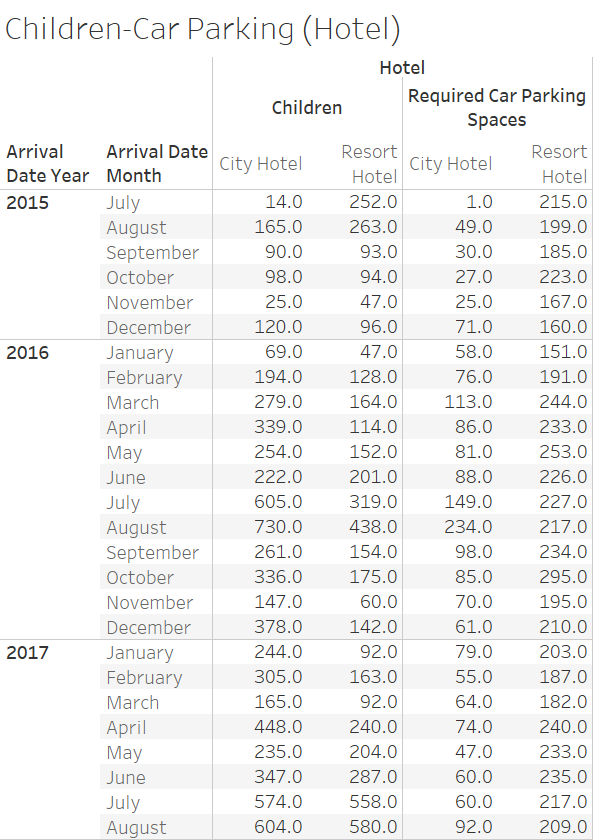 Children-Car Parking (Hotel)
Hotel
Children Required Car Parking Spaces
Arrival Date Year Arrival Date Month City Hotel Resort Hotel City Hotel Resort Hotel
2015 July 14.0 252.0 1.0 215.0
August 165.0 263.0 49.0 199.0
September 90.0 93.0 30.0 185.0
October 98.0 94.0 27.0 223.0
November 25.0 47.0 25.0 167.0
December 120.0 96.0 71.0 160.0
2016 January 69.0 47.0 58.0 151.0
February 194.0 128.0 76.0 191.0
March 279.0 164.0 113.0 244.0
April 339.0 114.0 86.0 233.0
May 254.0 152.0 81.0 253.0
June 222.0 201.0 88.0 226.0
July 605.0 319.0 149.0 227.0
August 730.0 438.0 234.0 217.0
September 261.0 154.0 98.0 234.0
October 336.0 175.0 85.0 295.0
November 147.0 60.0 70.0 195.0
December 378.0 142.0 61.0 210.0
2017 January 244.0 92.0 79.0 203.0
February 305.0 163.0 55.0 187.0
March 165.0 92.0 64.0 182.0
April 448.0 240.0 74.0 240.0
May 235.0 204.0 47.0 233.0
June 347.0 287.0 60.0 235.0
July 574.0 558.0 60.0 217.0
August 604.0 580.0 92.0 209.0